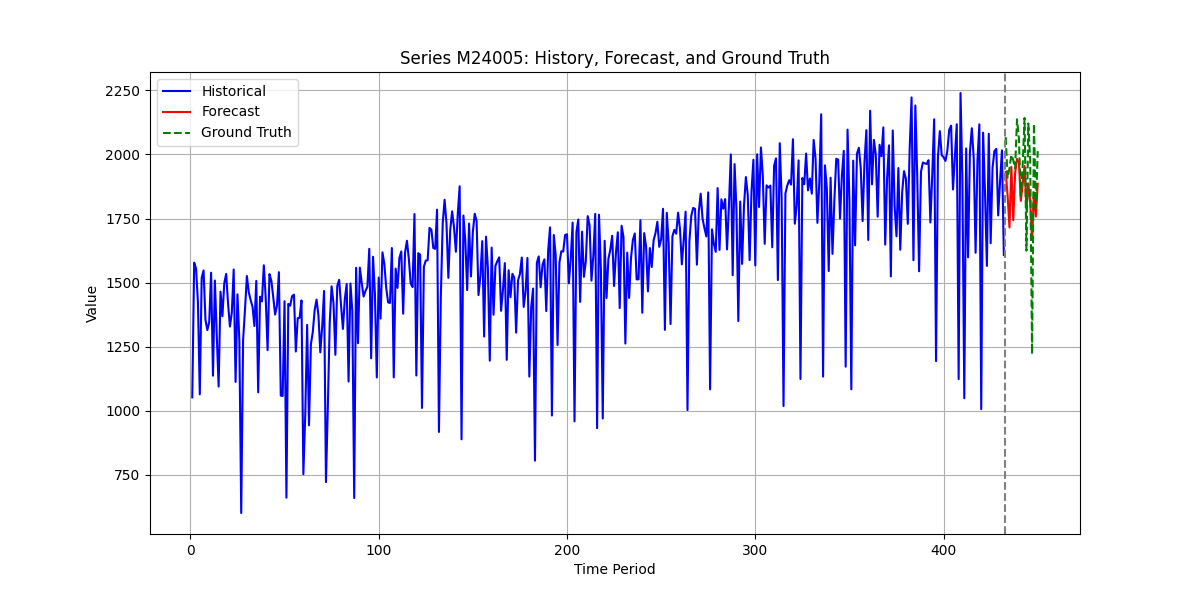 Series M24005: History, Forecast, and Ground Truth
Historical
Forecast
Ground Truth
Value
2250
2000
1750
1500
1250
1000
750
0
100
200
300
400
Time Period